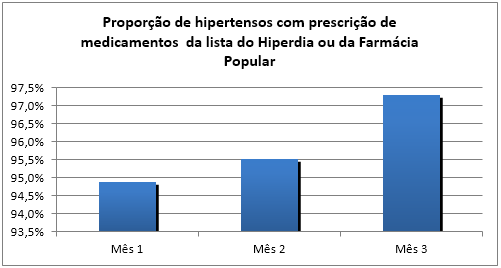 Proporção de hipertensos com prescrição de
medicamentos da lista do Hiperdia ou da Farmácia
Popular
97,5%
97,0%
96,5%
96,0%
95,5%
95,0%
94,5%
94,0%
93,5%
Mês 1
Mês 2
Mês 3